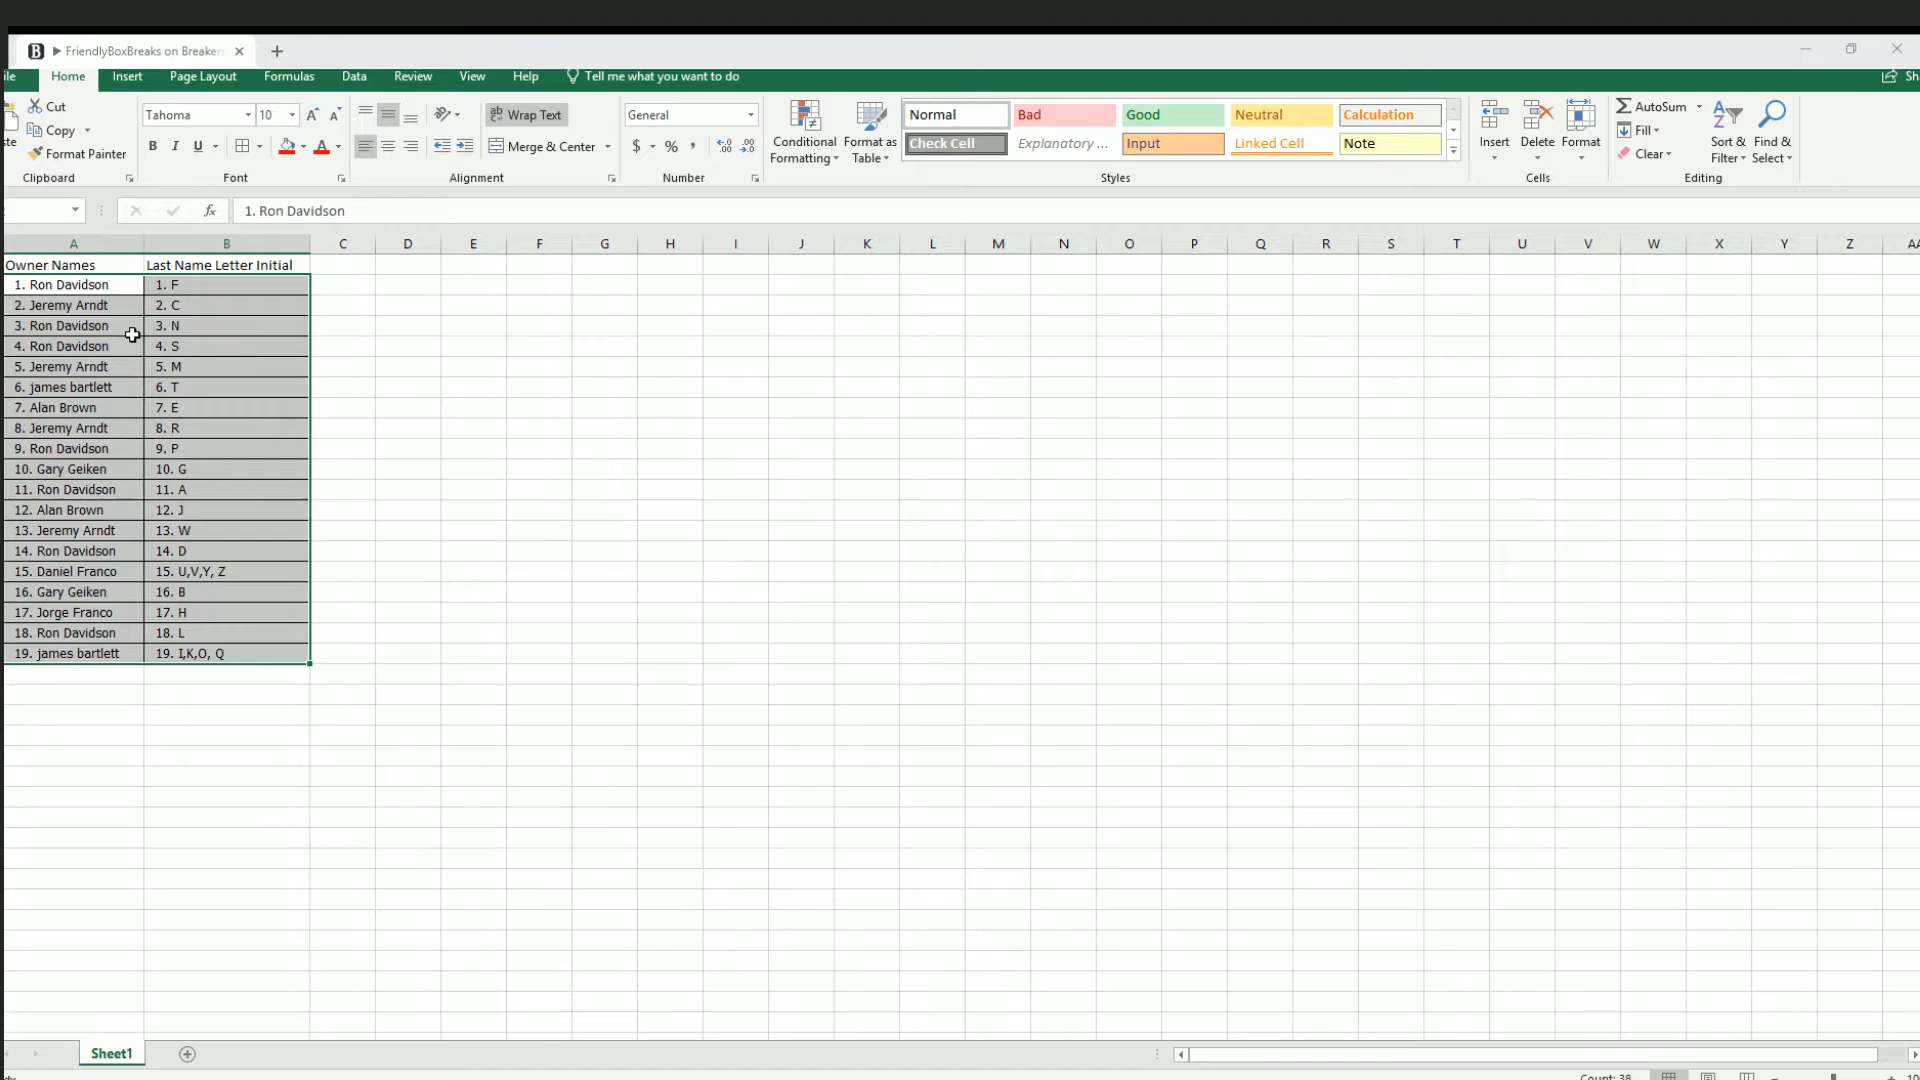 B ▶ FriendlyBoxBreaks on Breaker
Home Insert Page Layout Formulas Data Review View Help Tell me what you want to do
Cut
Copy
Format Painter
Clipboard
Tahoma 10
B I U
Font
Wrap Text
Merge & Center
Alignment
General
$ % ,
Number
Conditional Formatting
Format as Table
Normal Bad Good Neutral Calculation
Check Cell Explanatory ... Input Linked Cell Note
Styles
Insert Delete Format
Cells
AutoSum
Fill
Clear
Sort & Filter
Find & Select
Editing
fx 1. Ron Davidson
A B C D E F G H I J K L M N O P Q R S T U V W X Y Z
Owner Names Last Name Letter Initial
1. Ron Davidson 1. F
2. Jeremy Arndt 2. C
3. Ron Davidson 3. N
4. Ron Davidson 4. S
5. Jeremy Arndt 5. M
6. james bartlett 6. T
7. Alan Brown 7. E
8. Jeremy Arndt 8. R
9. Ron Davidson 9. P
10. Gary Geiken 10. G
11. Ron Davidson 11. A
12. Alan Brown 12. J
13. Jeremy Arndt 13. W
14. Ron Davidson 14. D
15. Daniel Franco 15. U,V,Y, Z
16. Gary Geiken 16. B
17. Jorge Franco 17. H
18. Ron Davidson 18. L
19. james bartlett 19. I,K,O, Q
Sheet1
Count: 38